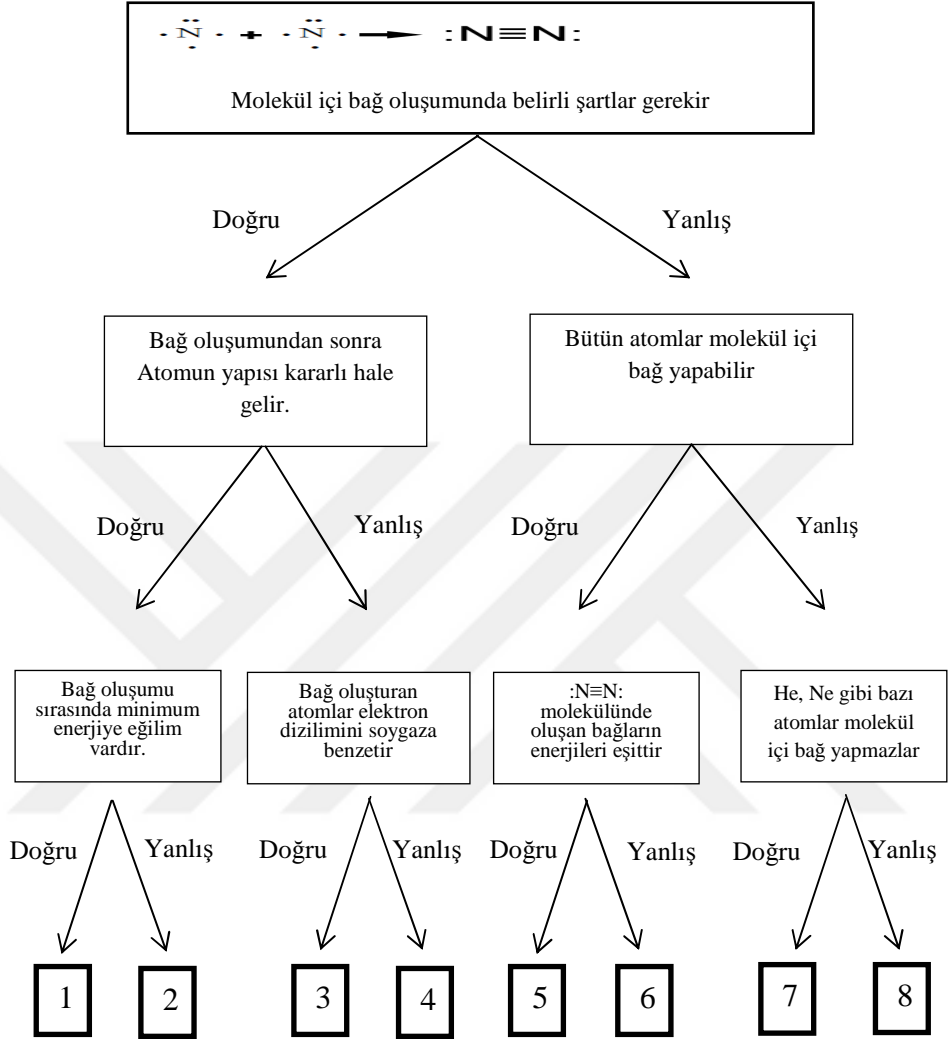 · N̈ · + · N̈ · → :N≡N:
Molekül içi bağ oluşumunda belirli şartlar gerekir
Doğru
Yanlış
Bağ oluşumundan sonra
Atomun yapısı kararlı hale
gelir.
Bütün atomlar molekül içi
bağ yapabilir
Doğru
Yanlış
Doğru
Yanlış
Bağ oluşumu
sırasında minimum
enerjiye eğilim
vardır.
Bağ oluşturan
atomlar elektron
dizilimini soygaza
benzetir
:N≡N:
molekülünde
oluşan bağların
enerjileri eşittir
He, Ne gibi bazı
atomlar molekül
içi bağ yapmazlar
Doğru
Yanlış
Doğru
Yanlış
Doğru
Yanlış
Doğru
Yanlış
1
2
3
4
5
6
7
8